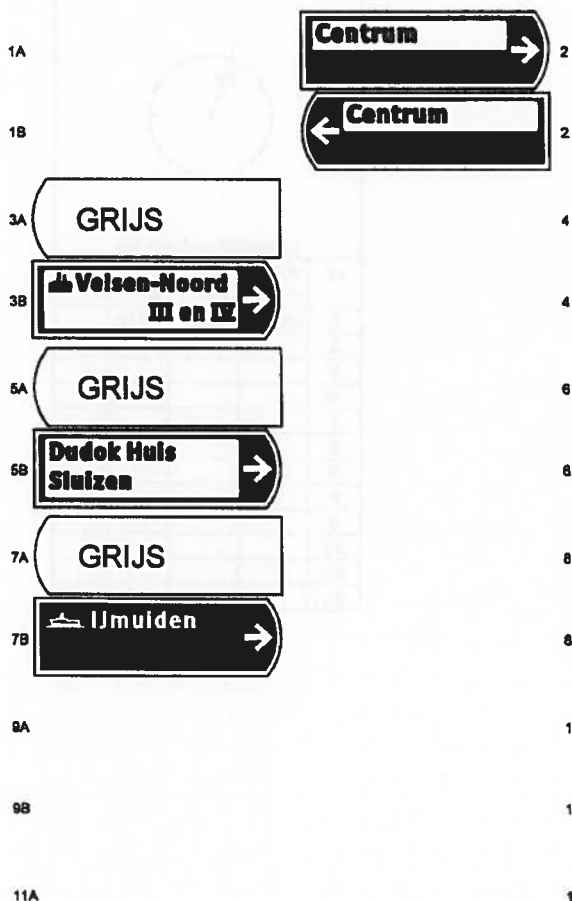 1A
Centrum
2
1B
Centrum
2
3A
GRIJS
4
3B
Velsen-Noord
III en IV
4
5A
GRIJS
6
5B
Dudok Huis
Sluizen
6
7A
GRIJS
8
7B
IJmuiden
8
9A
1
9B
1
11A
1